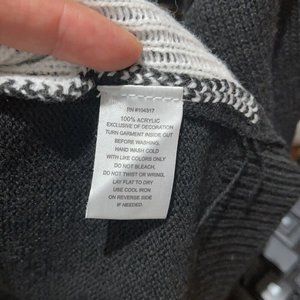 RN #104317
100% ACRYLIC
EXCLUSIVE OF DECORATION
TURN GARMENT INSIDE OUT
BEFORE WASHING.
HAND WASH COLD
WITH LIKE COLORS ONLY
DO NOT BLEACH,
DO NOT TWIST OR WRING.
LAY FLAT TO DRY
USE COOL IRON
ON REVERSE SIDE
IF NEEDED.